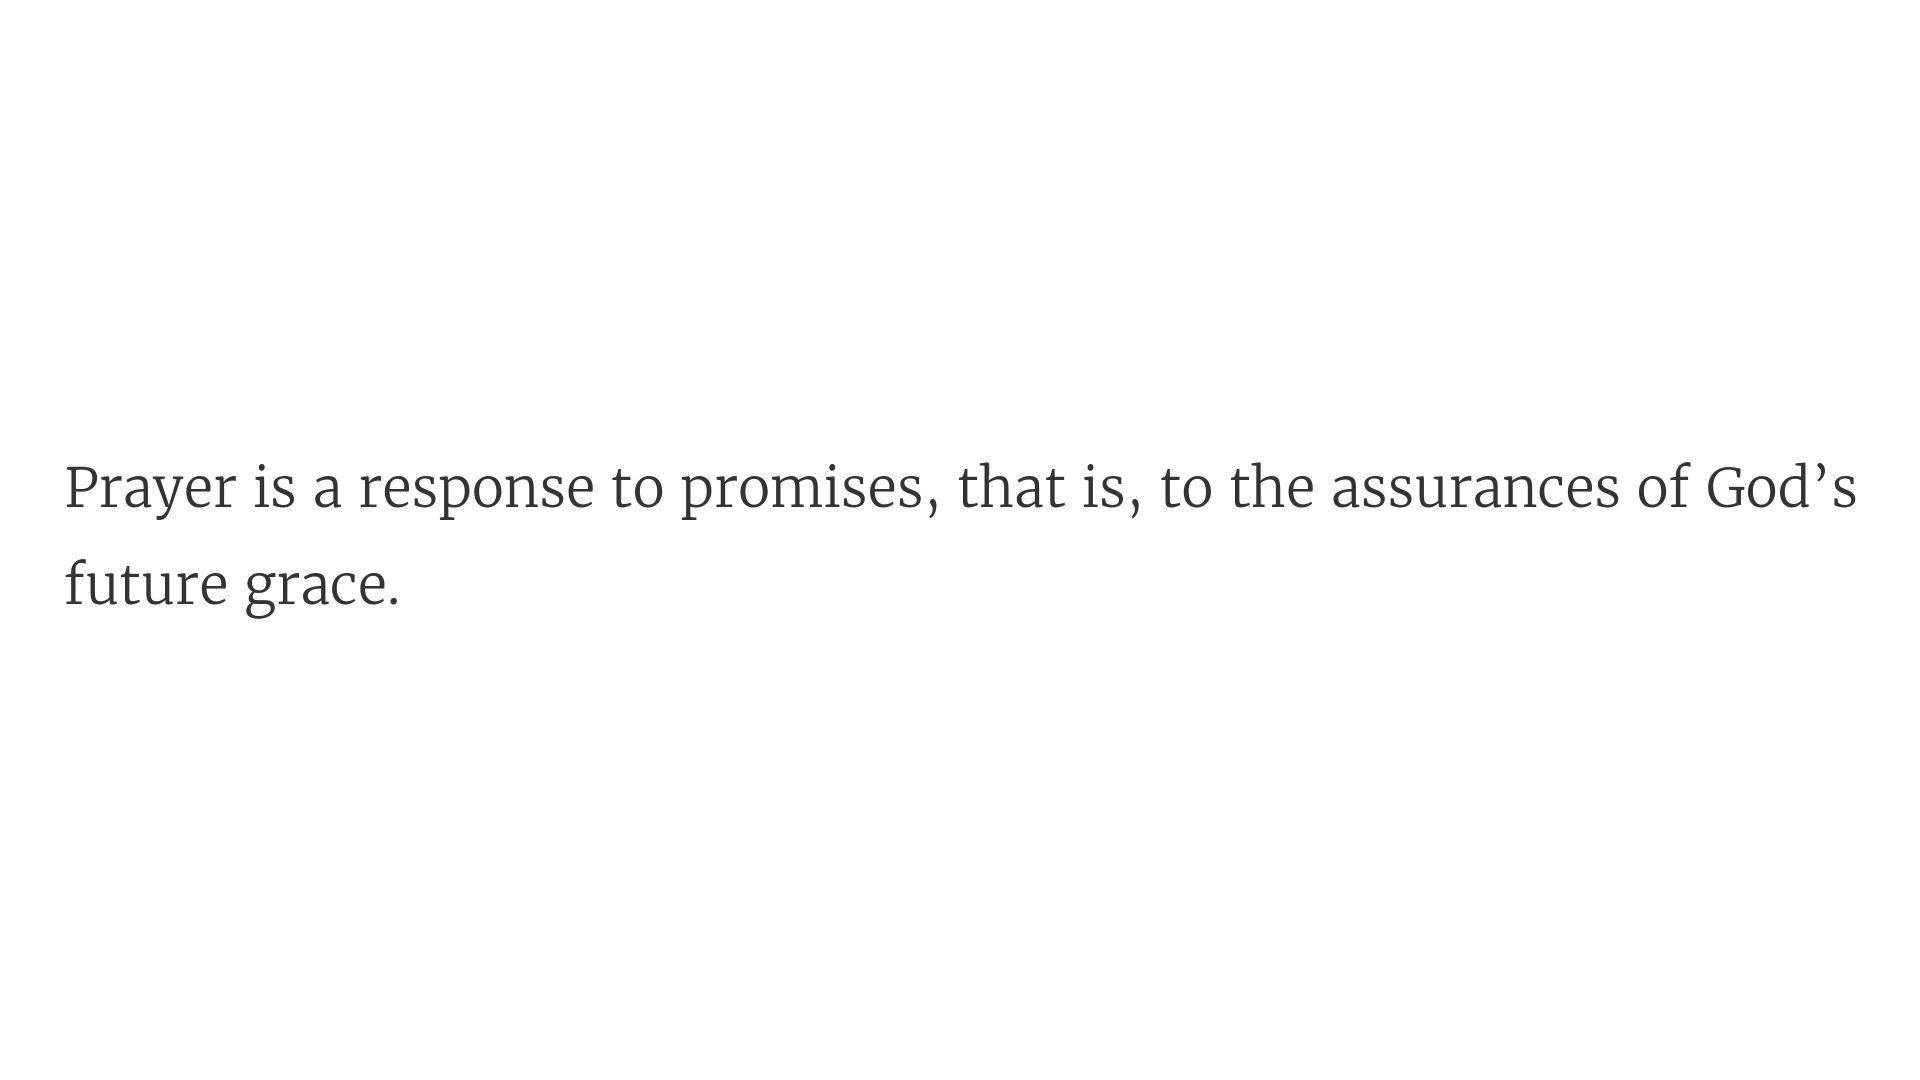 Prayer is a response to promises, that is, to the assurances of God’s
future grace.